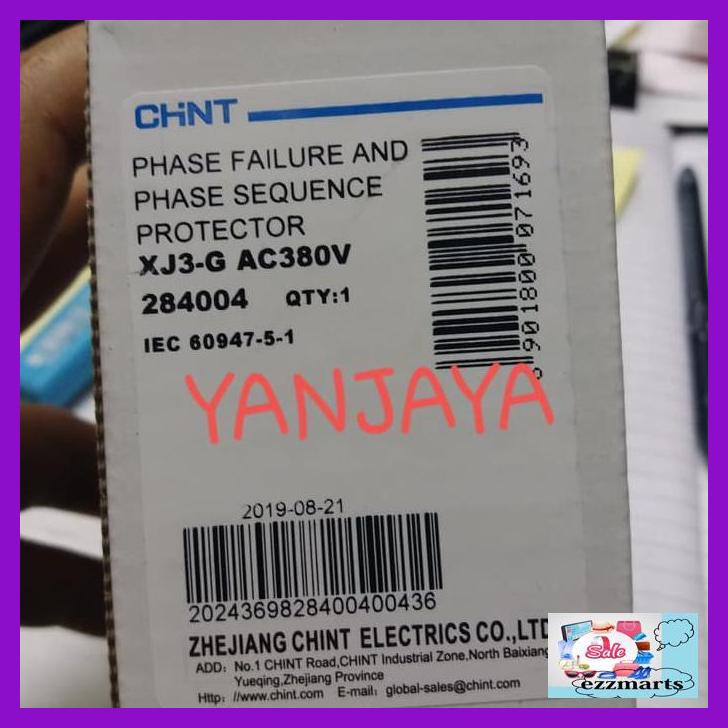 CHINT
PHASE FAILURE AND
PHASE SEQUENCE
PROTECTOR
XJ3-G AC380V
284004 QTY:1
IEC 60947-5-1
6901800071693
YANJAYA
2019-08-21
20243698284004004​36
ZHEJIANG CHINT ELECTRICS CO.,LTD
ADD: No.1 CHINT Road,CHINT Industrial Zone,North Baixiang
Yueqing,Zhejiang Province
Http: //www.chint.com E-mail: global-sales@chint.com
Sale
ezzmarts